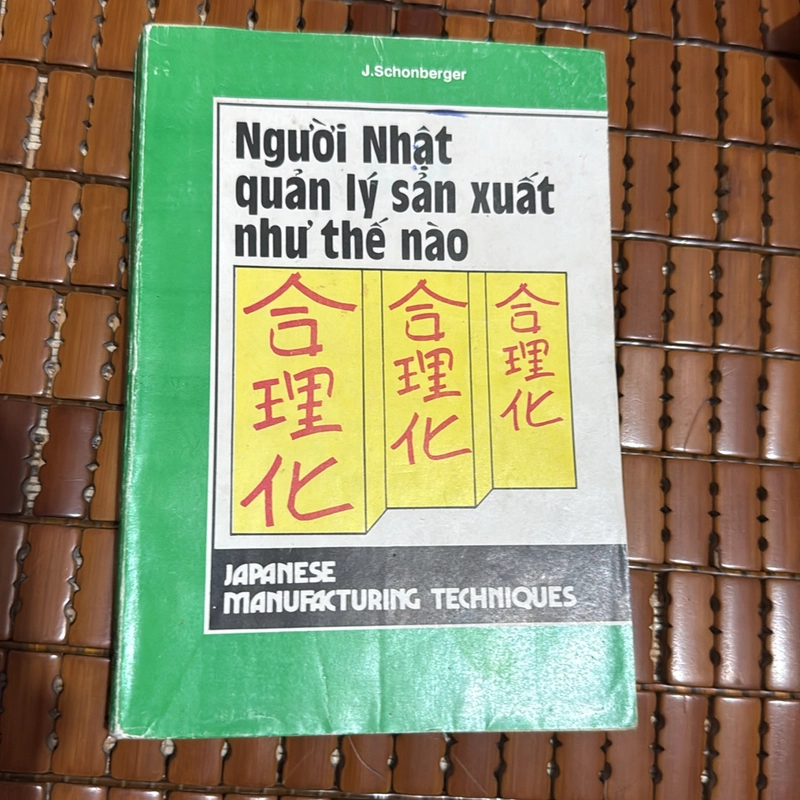 J.Schonberger
Người Nhật
quản lý sản xuất
như thế nào
合理化
合理化
合理化
JAPANESE
MANUFACTURING TECHNIQUES